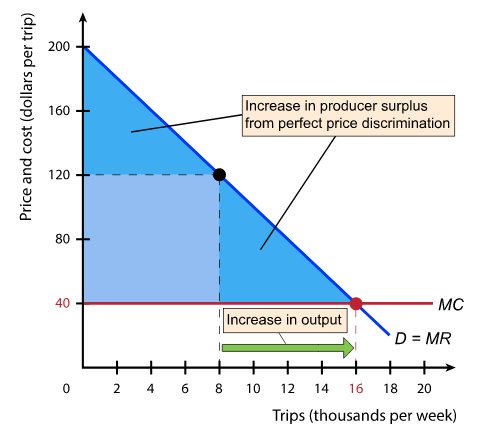 Price and cost (dollars per trip)
200
160
120
80
40
Increase in producer surplus
from perfect price discrimination
MC
Increase in output
D = MR
0 2 4 6 8 10 12 14 16 18 20
Trips (thousands per week)